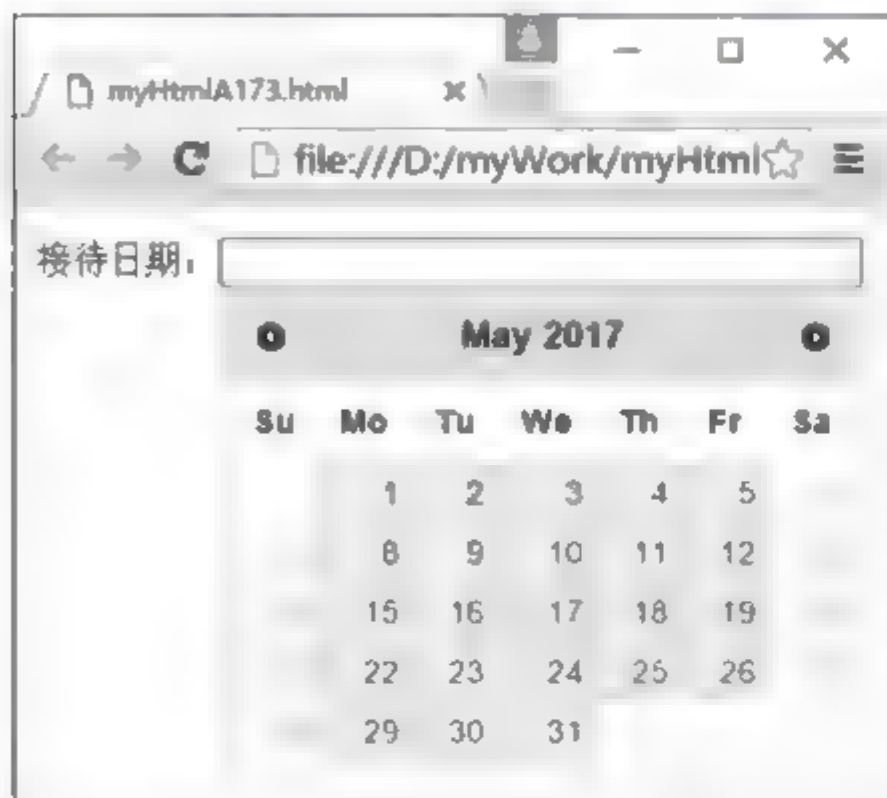 myHtmlA173.html
file:///D:/myWork/myHtml
接待日期:
May 2017
Su Mo Tu We Th Fr Sa
1 2 3 4 5
8 9 10 11 12
15 16 17 18 19
22 23 24 25 26
29 30 31